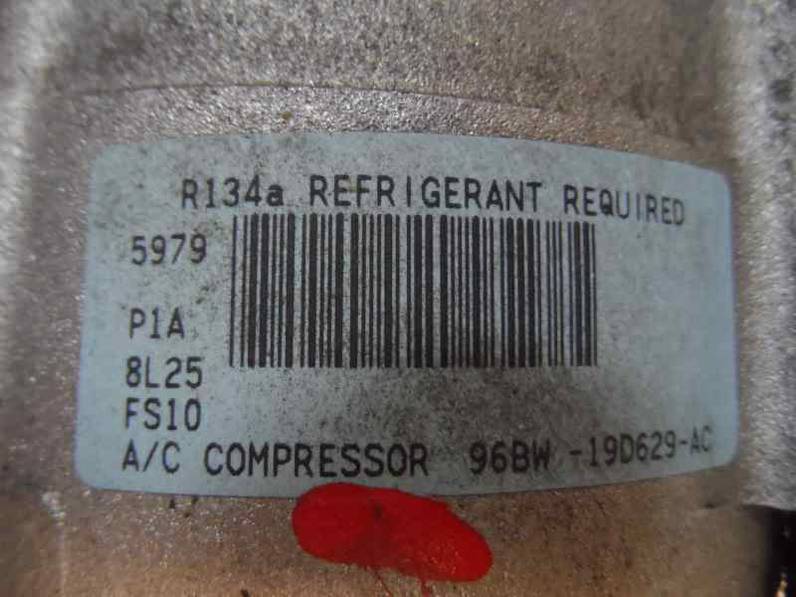 R134a REFRIGERANT REQUIRED
5979
P1A
8L25
FS10
A/C COMPRESSOR 96BW -19D629-AC